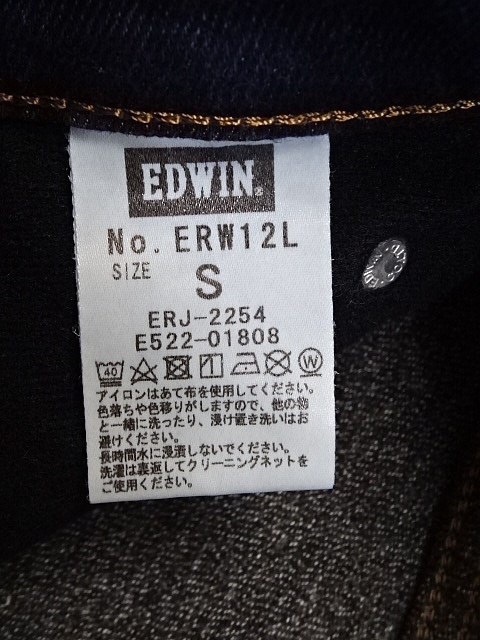 EDWIN®
No. ERW12L
SIZE
S
ERJ-2254
E522-01808
40
W
アイロンはあて布を使用してください。
色落ちや色移りがしますので、他の物
と一緒に洗ったり、浸け置き洗いはお
避けください。
長時間水に浸漬しないでください。
洗濯は裏返してクリーニングネットを
ご使用ください。
EDWIN